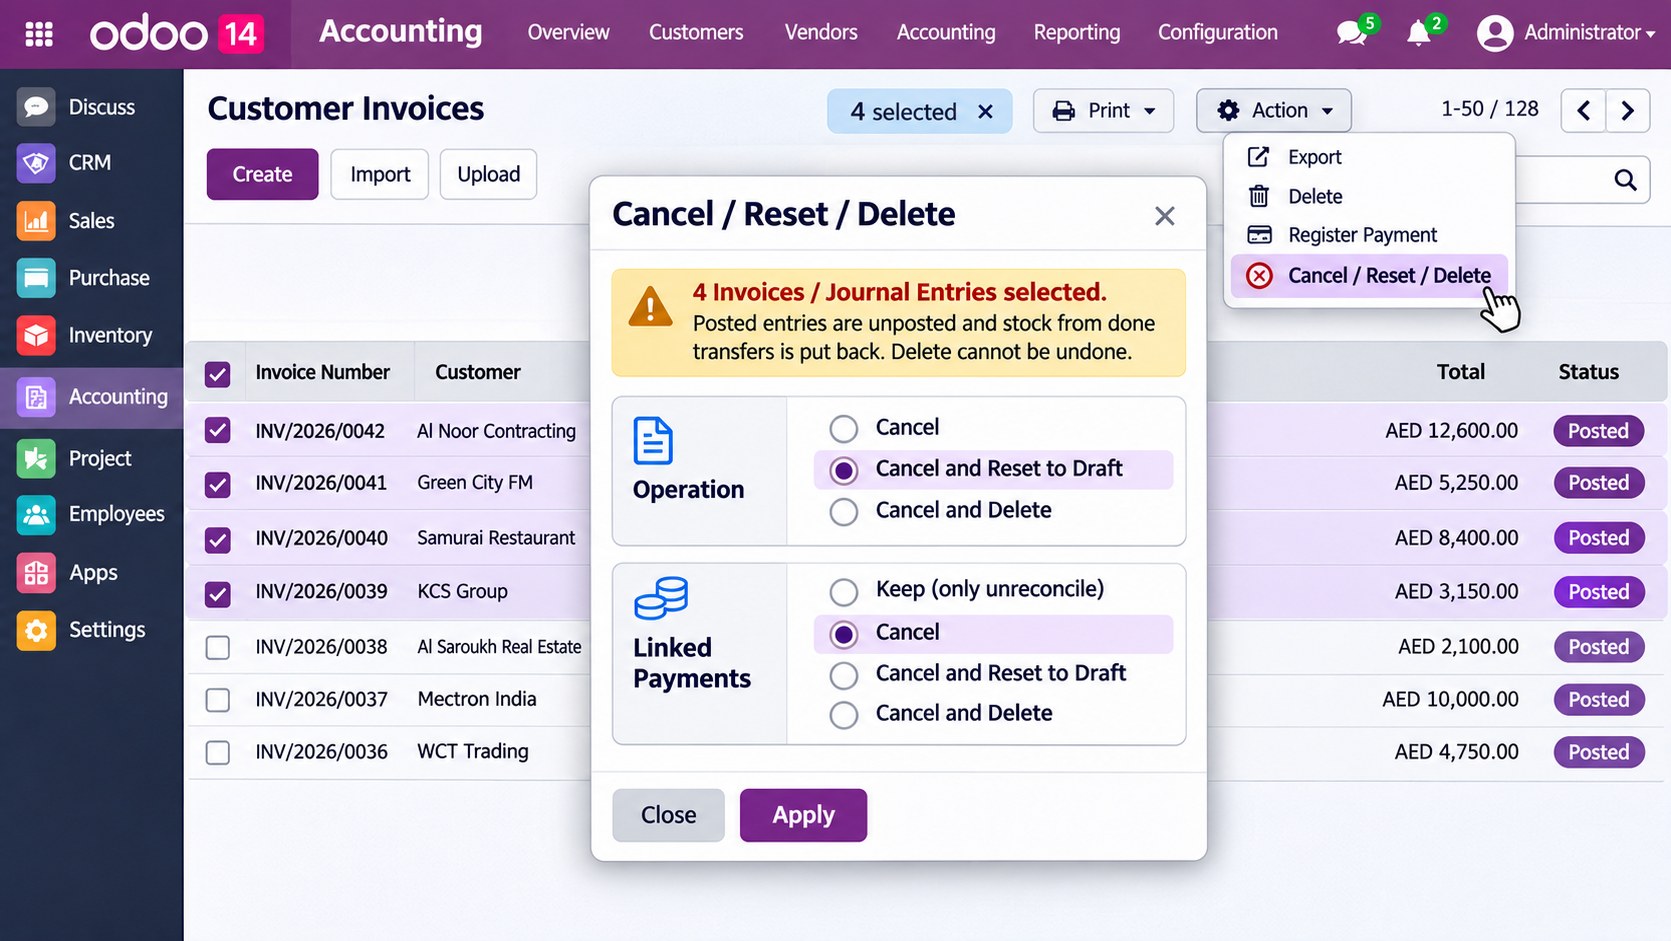 odoo 14
Accounting
Overview
Customers
Vendors
Accounting
Reporting
Configuration
5
2
Administrator
Discuss
CRM
Sales
Purchase
Inventory
Accounting
Project
Employees
Apps
Settings
Customer Invoices
4 selected
Print
Action
1-50 / 128
Create
Import
Upload
Export
Delete
Register Payment
Cancel / Reset / Delete
Cancel / Reset / Delete
4 Invoices / Journal Entries selected.
Posted entries are unposted and stock from done
transfers is put back. Delete cannot be undone.
Operation
Cancel
Cancel and Reset to Draft
Cancel and Delete
Linked
Payments
Keep (only unreconcile)
Cancel
Cancel and Reset to Draft
Cancel and Delete
Close
Apply
Invoice Number Customer Total Status
INV/2026/0042 Al Noor Contracting AED 12,600.00 Posted
INV/2026/0041 Green City FM AED 5,250.00 Posted
INV/2026/0040 Samurai Restaurant AED 8,400.00 Posted
INV/2026/0039 KCS Group AED 3,150.00 Posted
INV/2026/0038 Al Saroukh Real Estate AED 2,100.00 Posted
INV/2026/0037 Mectron India AED 10,000.00 Posted
INV/2026/0036 WCT Trading AED 4,750.00 Posted